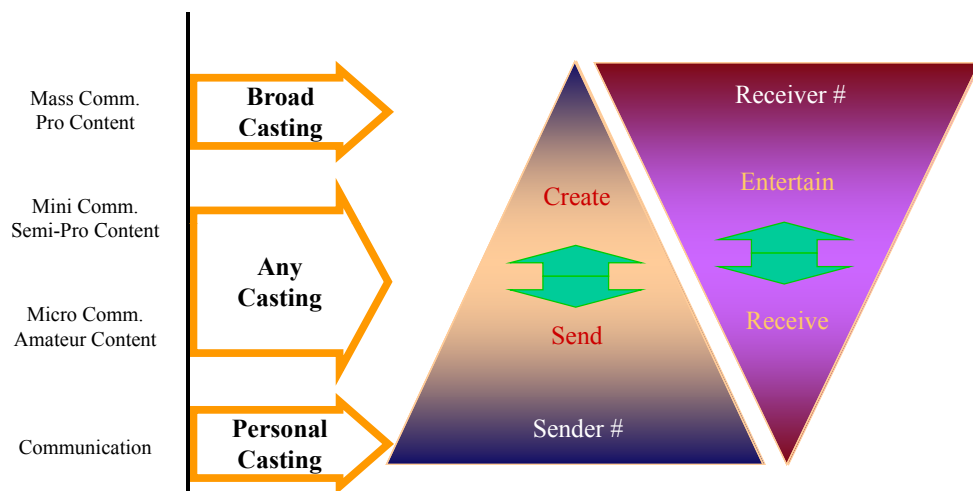 Mass Comm.
Pro Content
Broad
Casting
Receiver #
Mini Comm.
Semi-Pro Content
Create
Entertain
Any
Casting
Micro Comm.
Amateur Content
Send
Receive
Communication
Personal
Casting
Sender #